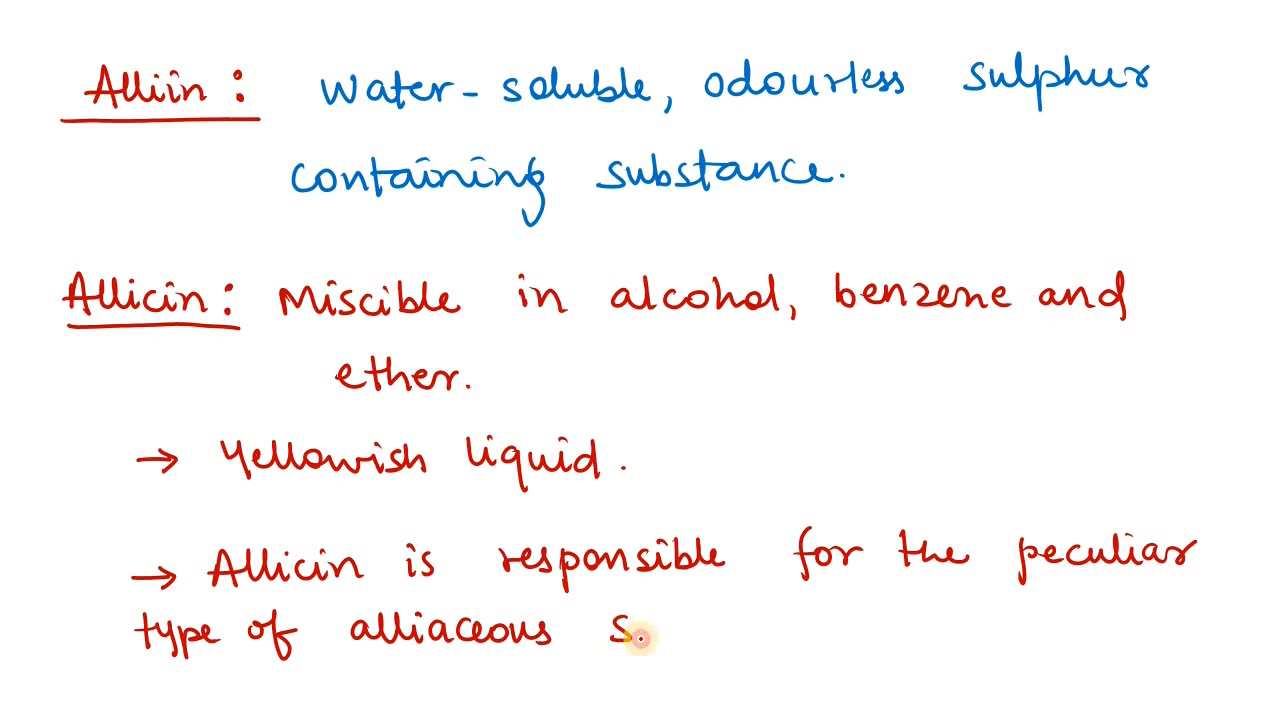 Alliin : Water-soluble, odourless sulphur
containing substance.
Allicin : Miscible in alcohol, benzene and
ether.
→ Yellowish liquid.
→ Allicin is responsible for the peculiar
type of alliaceous s